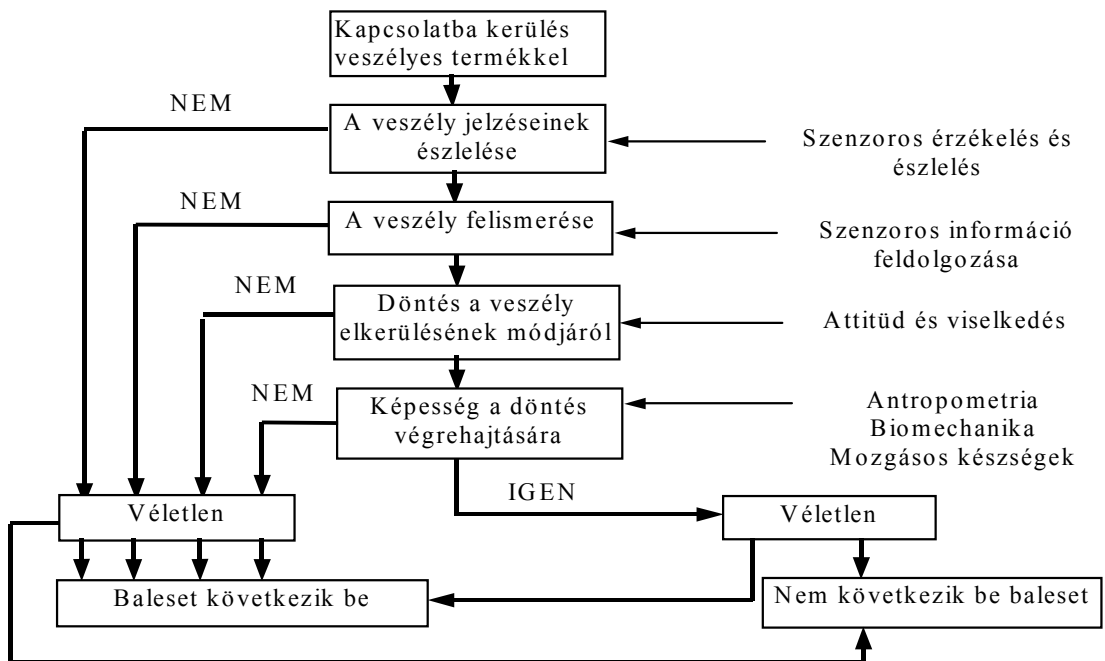 Kapcsolatba kerülés
veszélyes termékkel
NEM
A veszély jelzéseinek
észlelése
Szenzoros érzékelés és
észlelés
NEM
A veszély felismerése
Szenzoros információ
feldolgozása
NEM
Döntés a veszély
elkerülésének módjáról
Attitüd és viselkedés
NEM
Képesség a döntés
végrehajtására
Antropometria
Biomechanika
Mozgásos készségek
IGEN
Véletlen
Véletlen
Baleset következik be
Nem következik be baleset